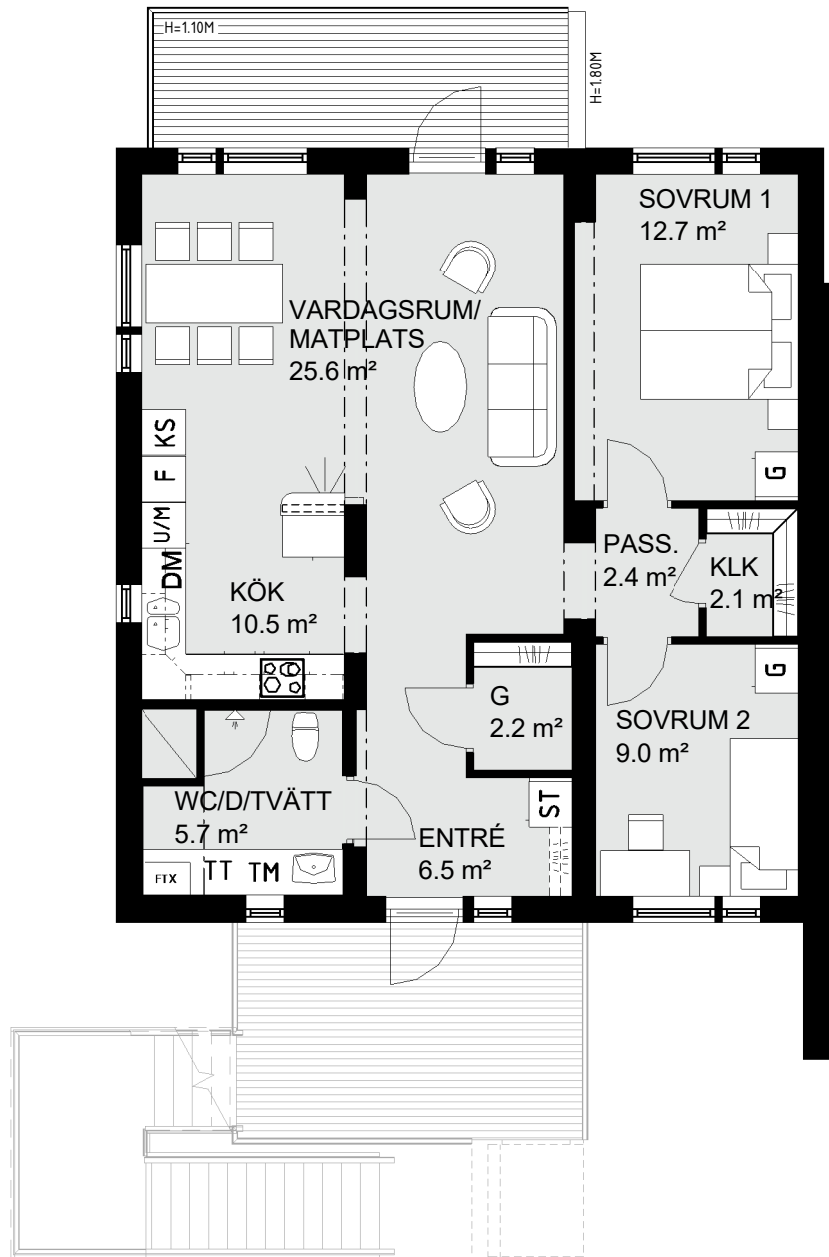 H=1.10M
H=1.80M
SOVRUM 1
12.7 m²
VARDAGSRUM/
MATPLATS
25.6 m²
KS
F
U/M
DM
G
PASS.
2.4 m²
KLK
2.1 m²
KÖK
10.5 m²
G
G
2.2 m²
SOVRUM 2
9.0 m²
WC/D/TVÄTT
5.7 m²
ST
ENTRÉ
6.5 m²
FTX
TT
TM